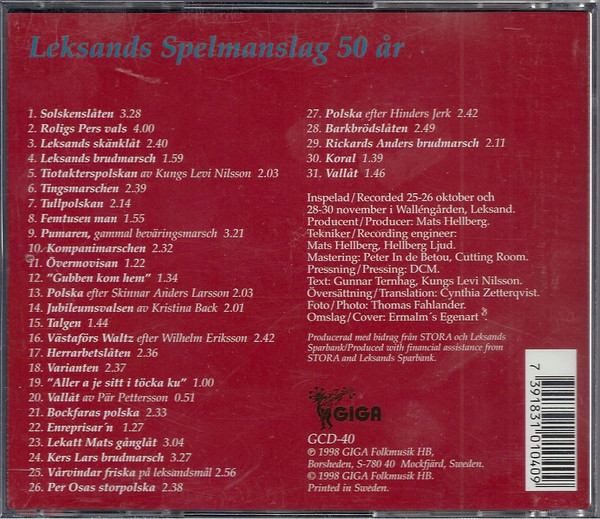 Leksands Spelmanslag 50 år
1. Solskenslåten 3.28
2. Roligs Pers vals 4.00
3. Leksands skänklåt 2.40
4. Leksands brudmarsch 1.59
5. Tiotakterspolskan av Kungs Levi Nilsson 2.03
6. Tingsmarschen 2.39
7. Tullpolskan 2.14
8. Femtusen man 1.55
9. Pumaren, gammal beväringsmarsch 3.21
10. Kompanimarschen 2.32
11. Övermovisan 1.22
12. "Gubben kom hem" 1.34
13. Polska efter Skinnar Anders Larsson 2.03
14. Jubileumsvalsen av Kristina Back 2.01
15. Talgen 1.44
16. Västaförs Waltz efter Wilhelm Eriksson 2.42
17. Herrarbetslåten 2.36
18. Varianten 2.37
19. "Aller a je sitt i töcka ku" 1.00
20. Vallåt av Pär Pettersson 0.51
21. Bockfaras polska 2.33
22. Enreprisar'n 1.27
23. Lekatt Mats gånglåt 3.04
24. Kers Lars brudmarsch 3.27
25. Vårvindar friska på leksandsmål 2.56
26. Per Osas storpolska 2.38
27. Polska efter Hinders Jerk 2.42
28. Barkbrödslåten 2.49
29. Rickards Anders brudmarsch 2.11
30. Koral 1.39
31. Vallåt 1.46
Inspelad/Recorded 25-26 oktober och
28-30 november i Walléngården, Leksand.
Producent/Producer: Mats Hellberg.
Tekniker/Recording engineer:
Mats Hellberg, Hellberg Ljud.
Mastering: Peter In de Betou, Cutting Room.
Pressning/Pressing: DCM.
Text: Gunnar Ternhag, Kungs Levi Nilsson.
Översättning/Translation: Cynthia Zetterqvist.
Foto/Photo: Thomas Fahlander.
Omslag/Cover: Ermalm´s Egenart
Producerad med bidrag från STORA och Leksands
Sparbank/Produced with financial assistance from
STORA and Leksands Sparbank.
GIGA
GCD-40
℗ 1998 GIGA Folkmusik HB,
Borsheden, S-780 40 Mockfjärd, Sweden.
© 1998 GIGA Folkmusik HB.
Printed in Sweden.
7 391831 010409